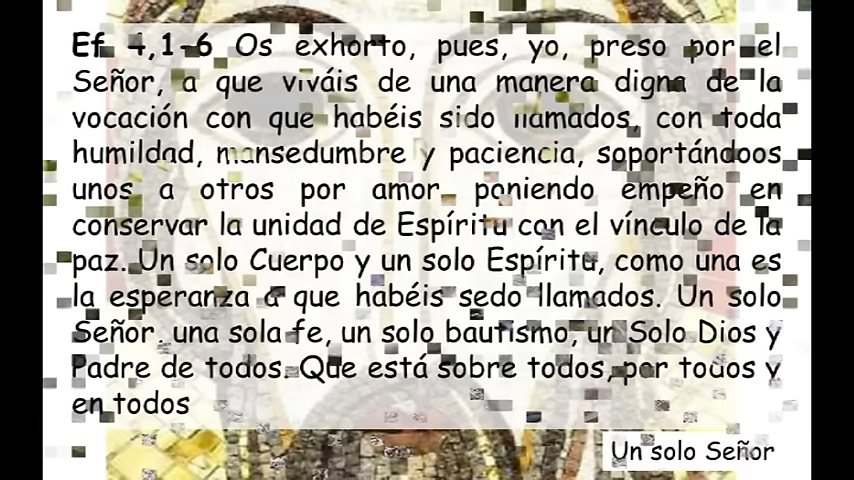 Ef. 4,1-6 Os exhorto, pues, yo, preso por el
Señor, a que viváis de una manera digna de la
vocación con que habéis sido llamados, con toda
humildad, mansedumbre y paciencia, soportándoos
unos a otros por amor, poniendo empeño en
conservar la unidad de Espíritu con el vínculo de la
paz. Un solo Cuerpo y un solo Espíritu, como una es
la esperanza a que habéis sedo llamados. Un solo
Señor, una sola fe, un solo bautismo, un Solo Dios y
Padre de todos. Que está sobre todos, por todos y
en todos
Un solo Señor